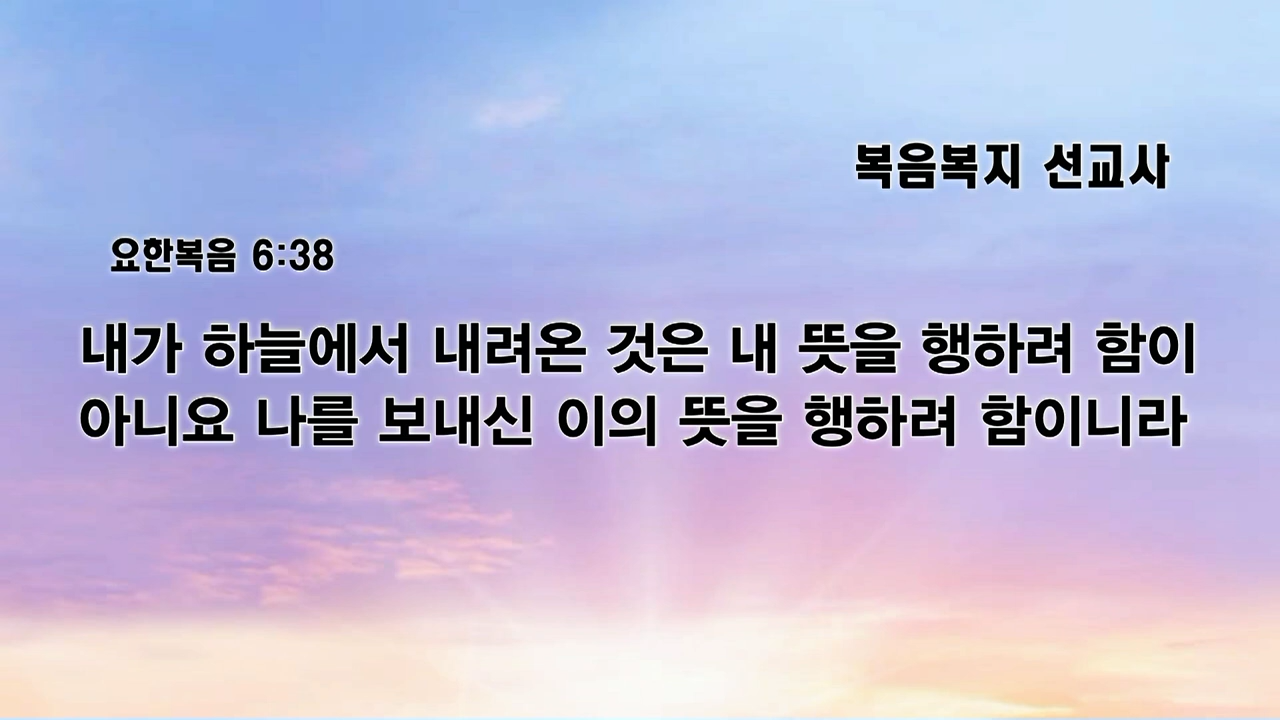 복음복지 선교사
요한복음 6:38
내가 하늘에서 내려온 것은 내 뜻을 행하려 함이
아니요 나를 보내신 이의 뜻을 행하려 함이니라